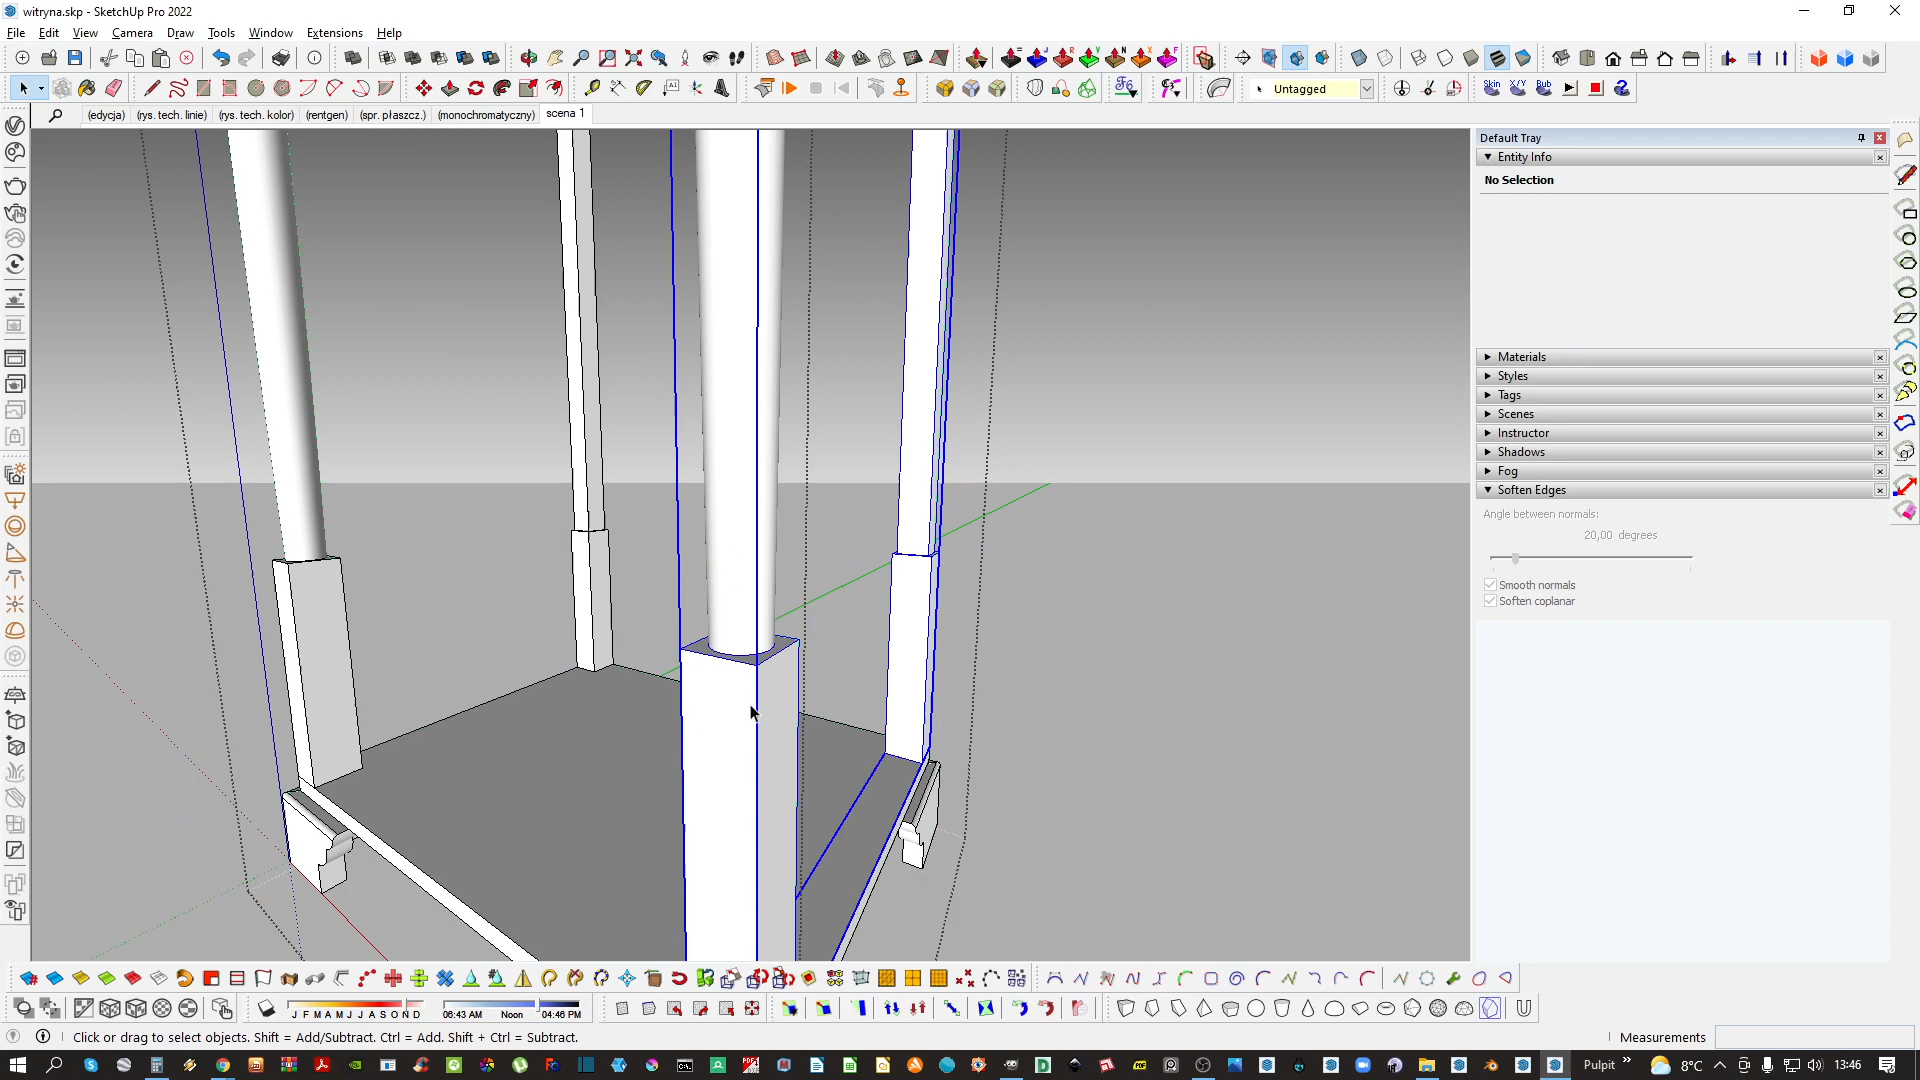 witryna.skp - SketchUp Pro 2022
File Edit View Camera Draw Tools Window Extensions Help
Untagged
Skin X/Y Bub
(edycja) (rys. tech. linie) (rys. tech. kolor) (rentgen) (spr. płaszcz.) (monochromatyczny) scena 1
Default Tray
Entity Info
No Selection
Materials
Styles
Tags
Scenes
Instructor
Shadows
Fog
Soften Edges
Angle between normals:
20,00 degrees
Smooth normals
Soften coplanar
J F M A M J J A S O N D
06:43 AM Noon 04:46 PM
Click or drag to select objects. Shift = Add/Subtract. Ctrl = Add. Shift + Ctrl = Subtract.
Measurements
Pulpit
8°C
13:46